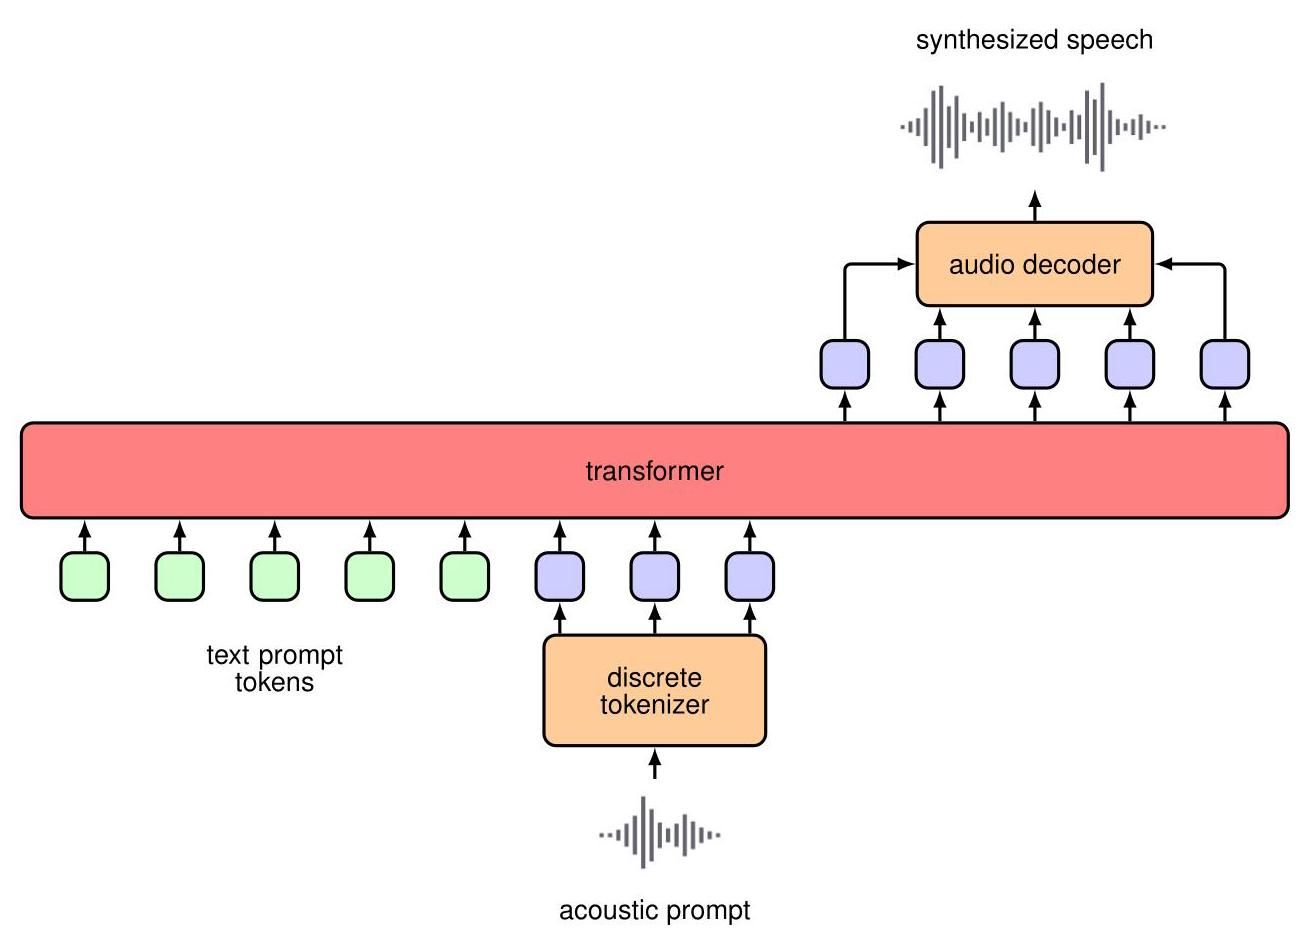 synthesized speech
audio decoder
transformer
text prompt
tokens
discrete
tokenizer
acoustic prompt